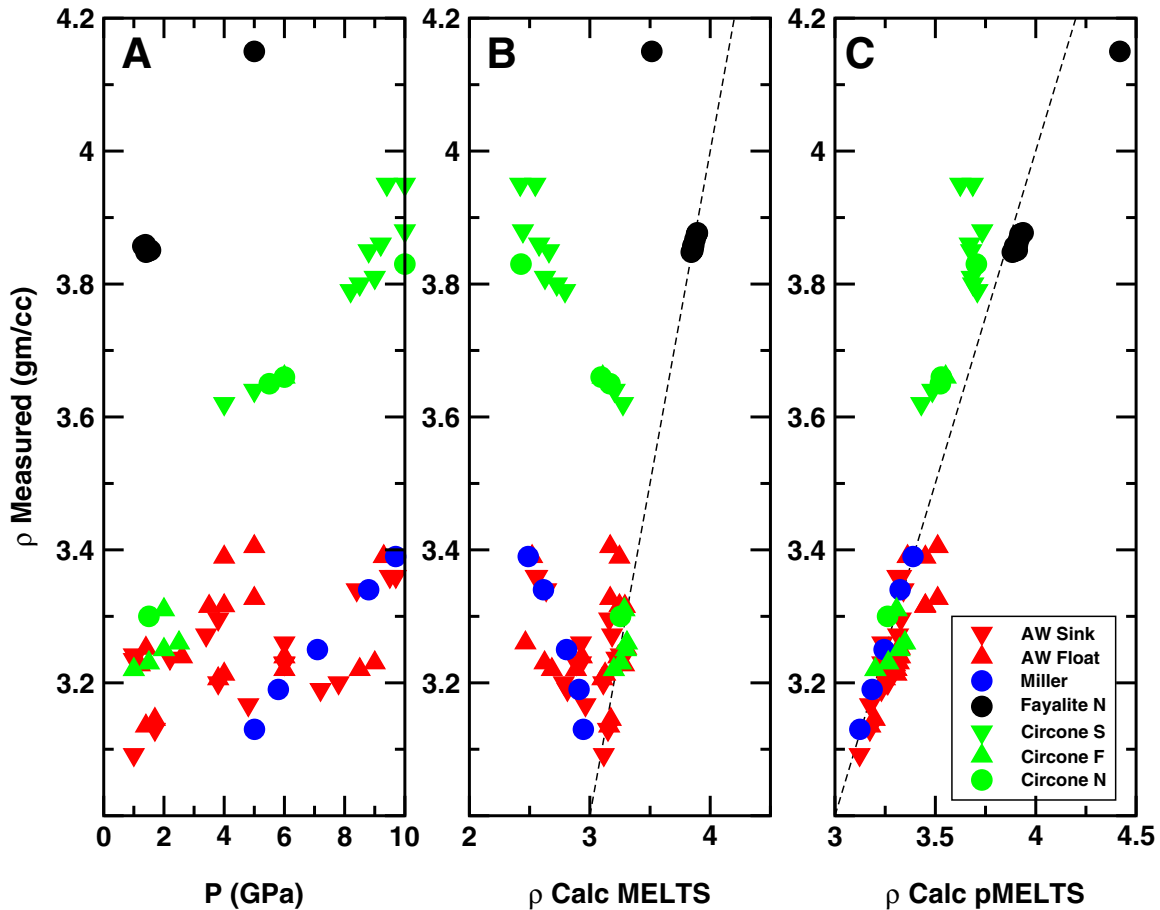 A
B
C
4.2
4
3.8
3.6
3.4
3.2
ρ Measured (gm/cc)
0 2 4 6 8 10
2 3 4
3 3.5 4 4.5
P (GPa)
ρ Calc MELTS
ρ Calc pMELTS
AW Sink
AW Float
Miller
Fayalite N
Circone S
Circone F
Circone N